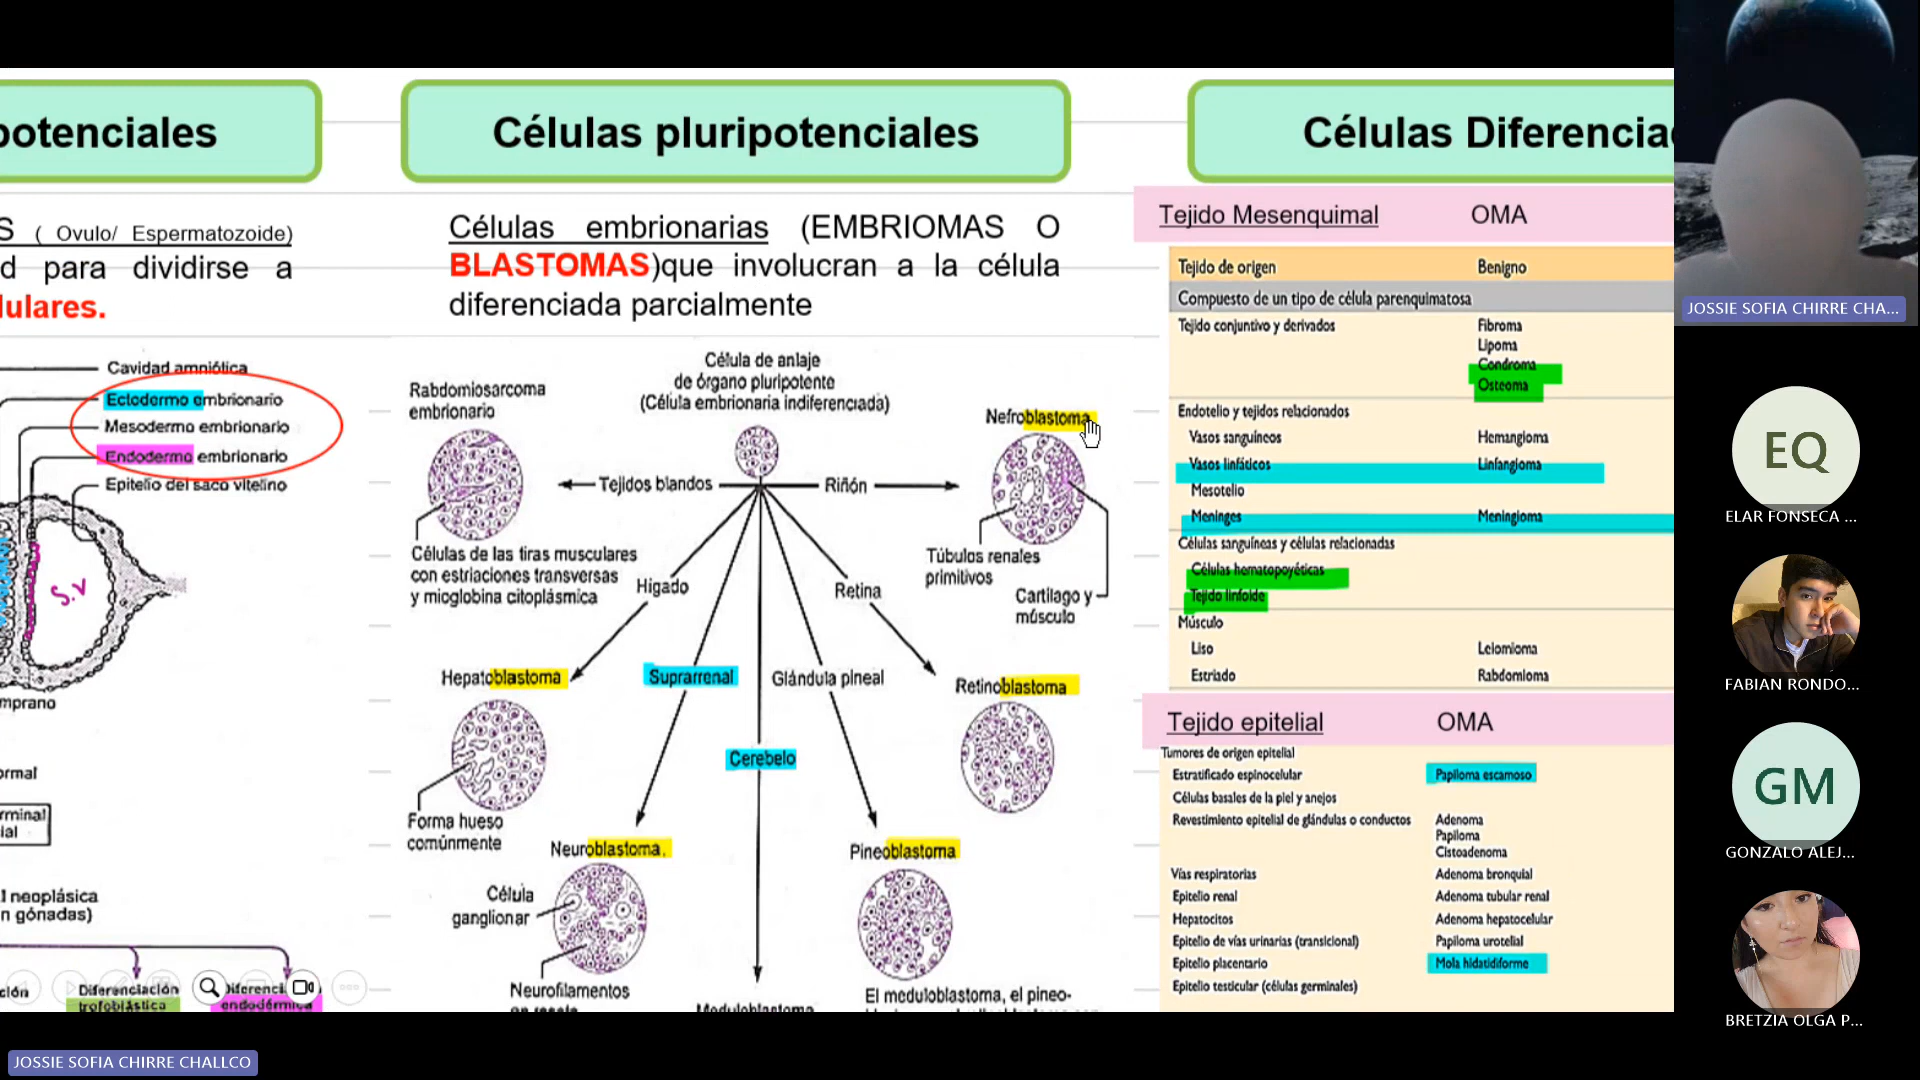 potenciales
S ( Ovulo/ Espermatozoide)
d para dividirse a
lulares.
Cavidad amniótica
Ectodermo embrionario
Mesodermo embrionario
Endodermo embrionario
Epitelio del saco vitelino
S.V
mprano
ormal
rminal
ial
l neoplásica
n gónadas)
ción
Diferenciación
trofoblástica
Diferenci
endodérmica
Células pluripotenciales
Células embrionarias (EMBRIOMAS O
BLASTOMAS)que involucran a la célula
diferenciada parcialmente
Célula de anlaje
de órgano pluripotente
(Célula embrionaria indiferenciada)
Rabdomiosarcoma
embrionario
Nefroblastoma
Tejidos blandos
Riñón
Células de las tiras musculares
con estriaciones transversas
y mioglobina citoplásmica
Túbulos renales
primitivos
Cartílago y
músculo
Hígado
Retina
Hepatoblastoma
Suprarrenal
Glándula pineal
Retinoblastoma
Cerebelo
Forma hueso
comúnmente
Neuroblastoma.
Pineoblastoma
Célula
ganglionar
Neurofilamentos
en roseta
Meduloblastoma
El meduloblastoma, el pineo-
Células Diferencia
Tejido Mesenquimal OMA
Tejido de origen Benigno
Compuesto de un tipo de célula parenquimatosa
Tejido conjuntivo y derivados Fibroma
Lipoma
Condroma
Osteoma
Endotelio y tejidos relacionados
Vasos sanguíneos Hemangioma
Vasos linfáticos Linfangioma
Mesotelio
Meninges Meningioma
Células sanguíneas y células relacionadas
Células hematopoyéticas
Tejido linfoide
Músculo
Liso Leiomioma
Estriado Rabdomioma
Tejido epitelial OMA
Tumores de origen epitelial
Estratificado espinocelular Papiloma escamoso
Células basales de la piel y anejos
Revestimiento epitelial de glándulas o conductos Adenoma
Papiloma
Cistoadenoma
Vías respiratorias Adenoma bronquial
Epitelio renal Adenoma tubular renal
Hepatocitos Adenoma hepatocelular
Epitelio de vías urinarias (transicional) Papiloma urotelial
Epitelio placentario Mola hidatidiforme
Epitelio testicular (células germinales)
JOSSIE SOFIA CHIRRE CHA...
EQ
ELAR FONSECA ...
FABIAN RONDO...
GM
GONZALO ALEJ...
BRETZIA OLGA P...
JOSSIE SOFIA CHIRRE CHALLCO